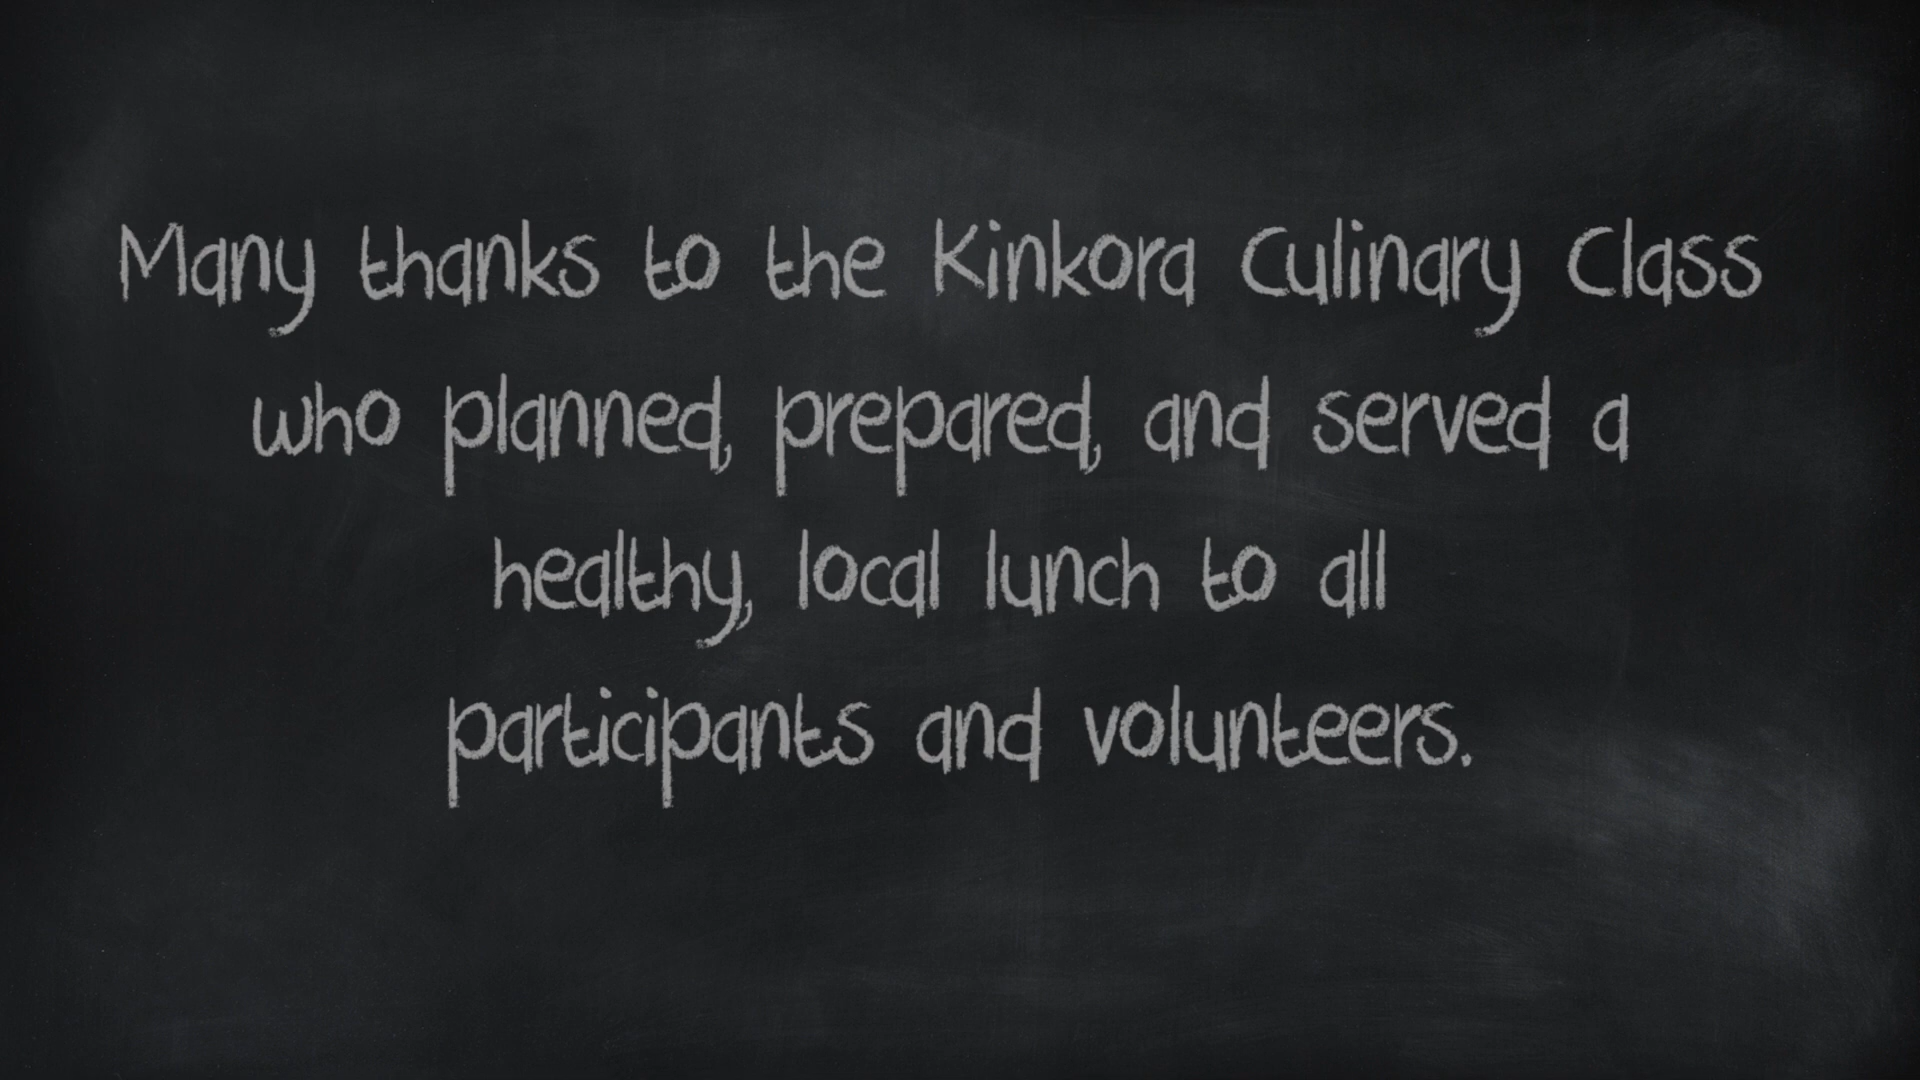 Many thanks to the Kinkora Culinary Class
who planned, prepared, and served a
healthy, local lunch to all
participants and volunteers.